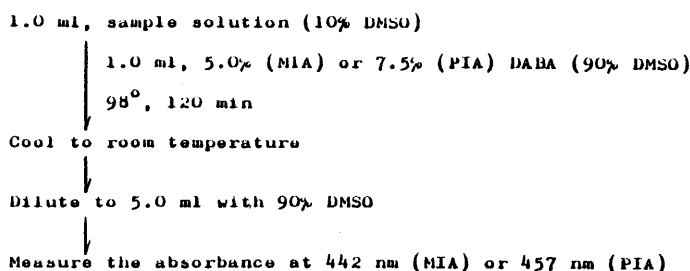 1.0 ml, sample solution (10% DMSO)
1.0 ml, 5.0% (MIA) or 7.5% (PIA) DABA (90% DMSO)
98°, 120 min
Cool to room temperature
Dilute to 5.0 ml with 90% DMSO
Measure the absorbance at 442 nm (MIA) or 457 nm (PIA)